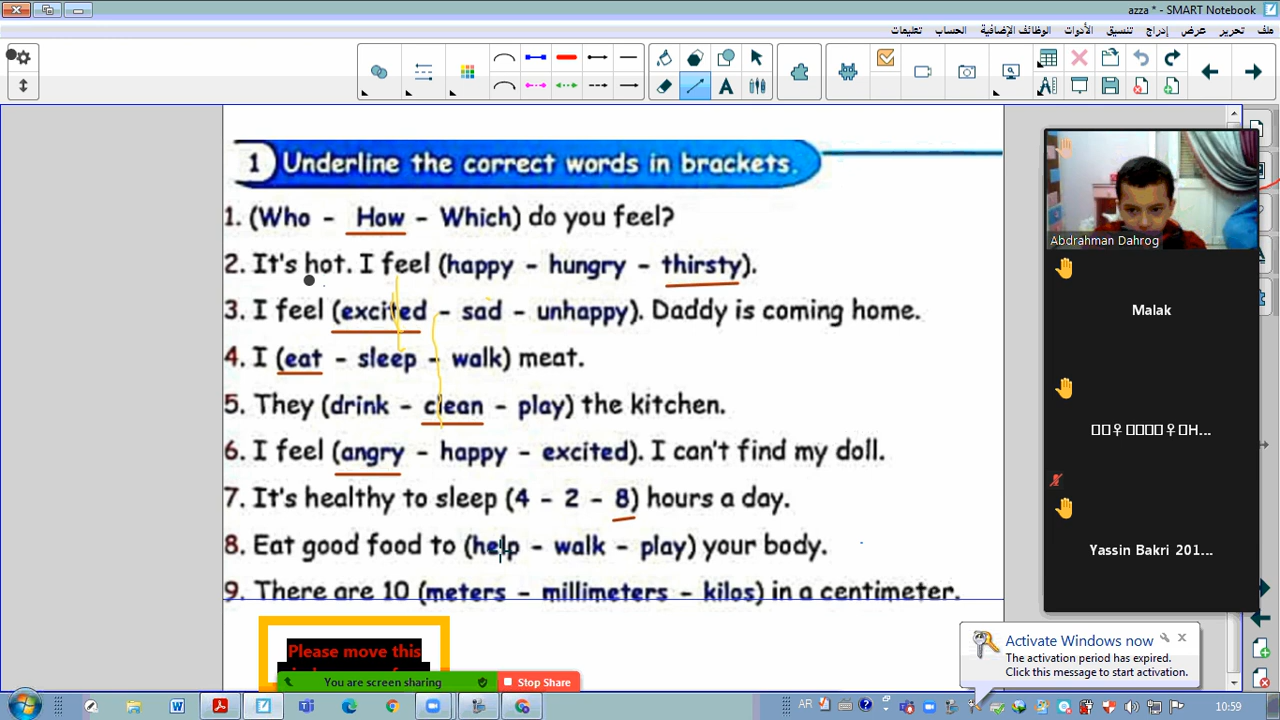 azza * - SMART Notebook
ملف تحرير عرض إدراج تنسيق الأدوات الوظائف الإضافية الحساب تعليمات
1 Underline the correct words in brackets.
1. (Who - How - Which) do you feel?
2. It's hot. I feel (happy - hungry - thirsty).
3. I feel (excited - sad - unhappy). Daddy is coming home.
4. I (eat - sleep - walk) meat.
5. They (drink - clean - play) the kitchen.
6. I feel (angry - happy - excited). I can't find my doll.
7. It's healthy to sleep (4 - 2 - 8) hours a day.
8. Eat good food to (help - walk - play) your body.
9. There are 10 (meters - millimeters - kilos) in a centimeter.
Please move this
You are screen sharing
Stop Share
Abdrahman Dahrog
Malak
Yassin Bakri 201...
Activate Windows now
The activation period has expired.
Click this message to start activation.
AR
10:59